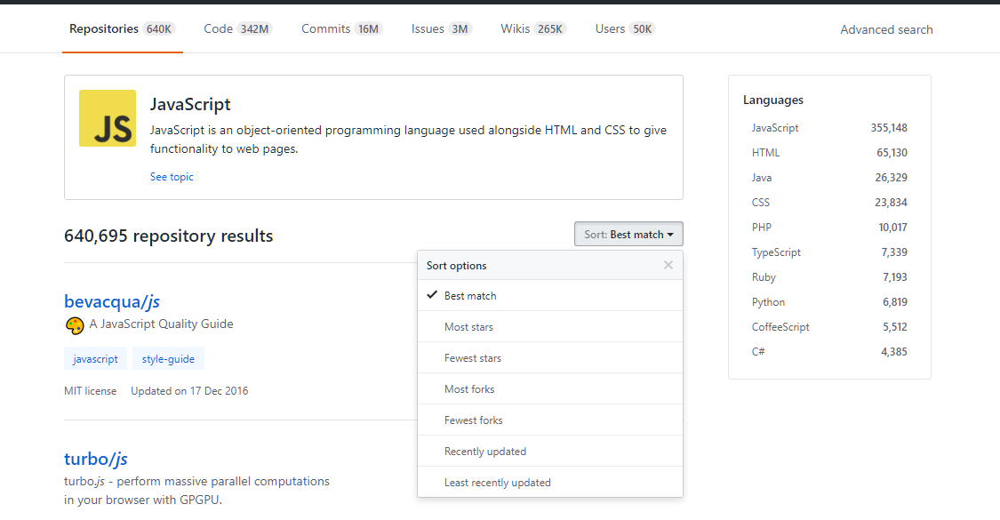 Repositories 640K Code 342M Commits 16M Issues 3M Wikis 265K Users 50K Advanced search
JS
JavaScript
JavaScript is an object-oriented programming language used alongside HTML and CSS to give
functionality to web pages.
See topic
640,695 repository results
Sort: Best match
Sort options
Best match
Most stars
Fewest stars
Most forks
Fewest forks
Recently updated
Least recently updated
bevacqua/js
A JavaScript Quality Guide
javascript style-guide
MIT license Updated on 17 Dec 2016
turbo/js
turbo.js - perform massive parallel computations
in your browser with GPGPU.
Languages
JavaScript 355,148
HTML 65,130
Java 26,329
CSS 23,834
PHP 10,017
TypeScript 7,339
Ruby 7,193
Python 6,819
CoffeeScript 5,512
C# 4,385